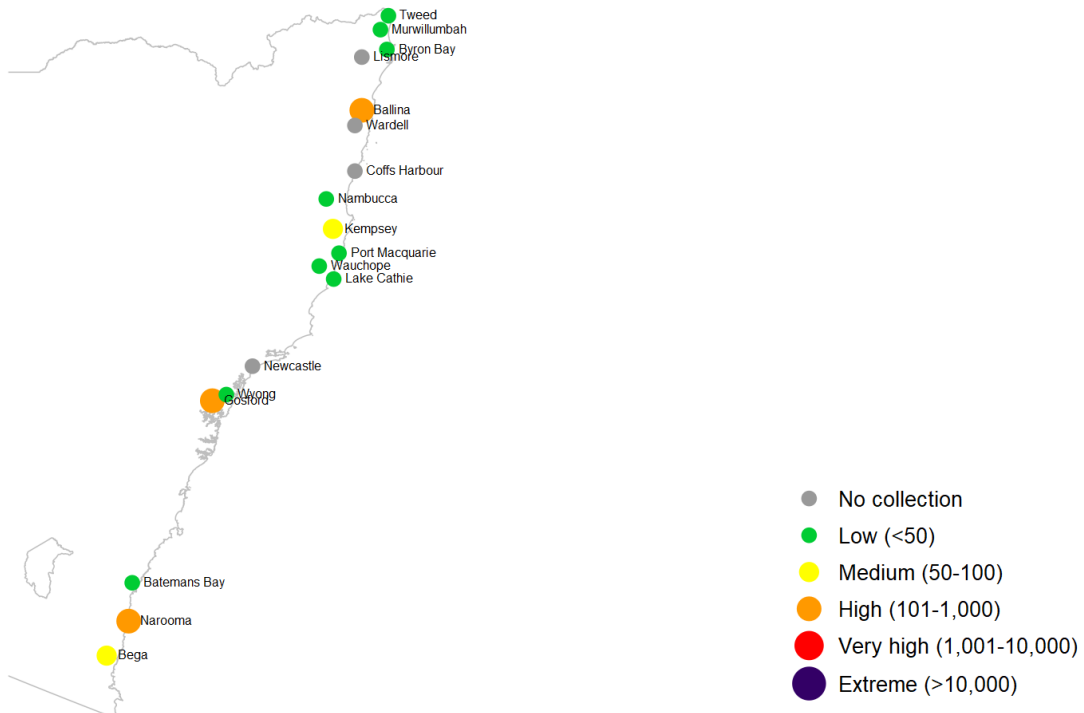 Tweed
Murwillumbah
Byron Bay
Lismore
Ballina
Wardell
Coffs Harbour
Nambucca
Kempsey
Port Macquarie
Wauchope
Lake Cathie
Newcastle
Wyong
Gosford
Batemans Bay
Narooma
Bega
No collection
Low (<50)
Medium (50-100)
High (101-1,000)
Very high (1,001-10,000)
Extreme (>10,000)